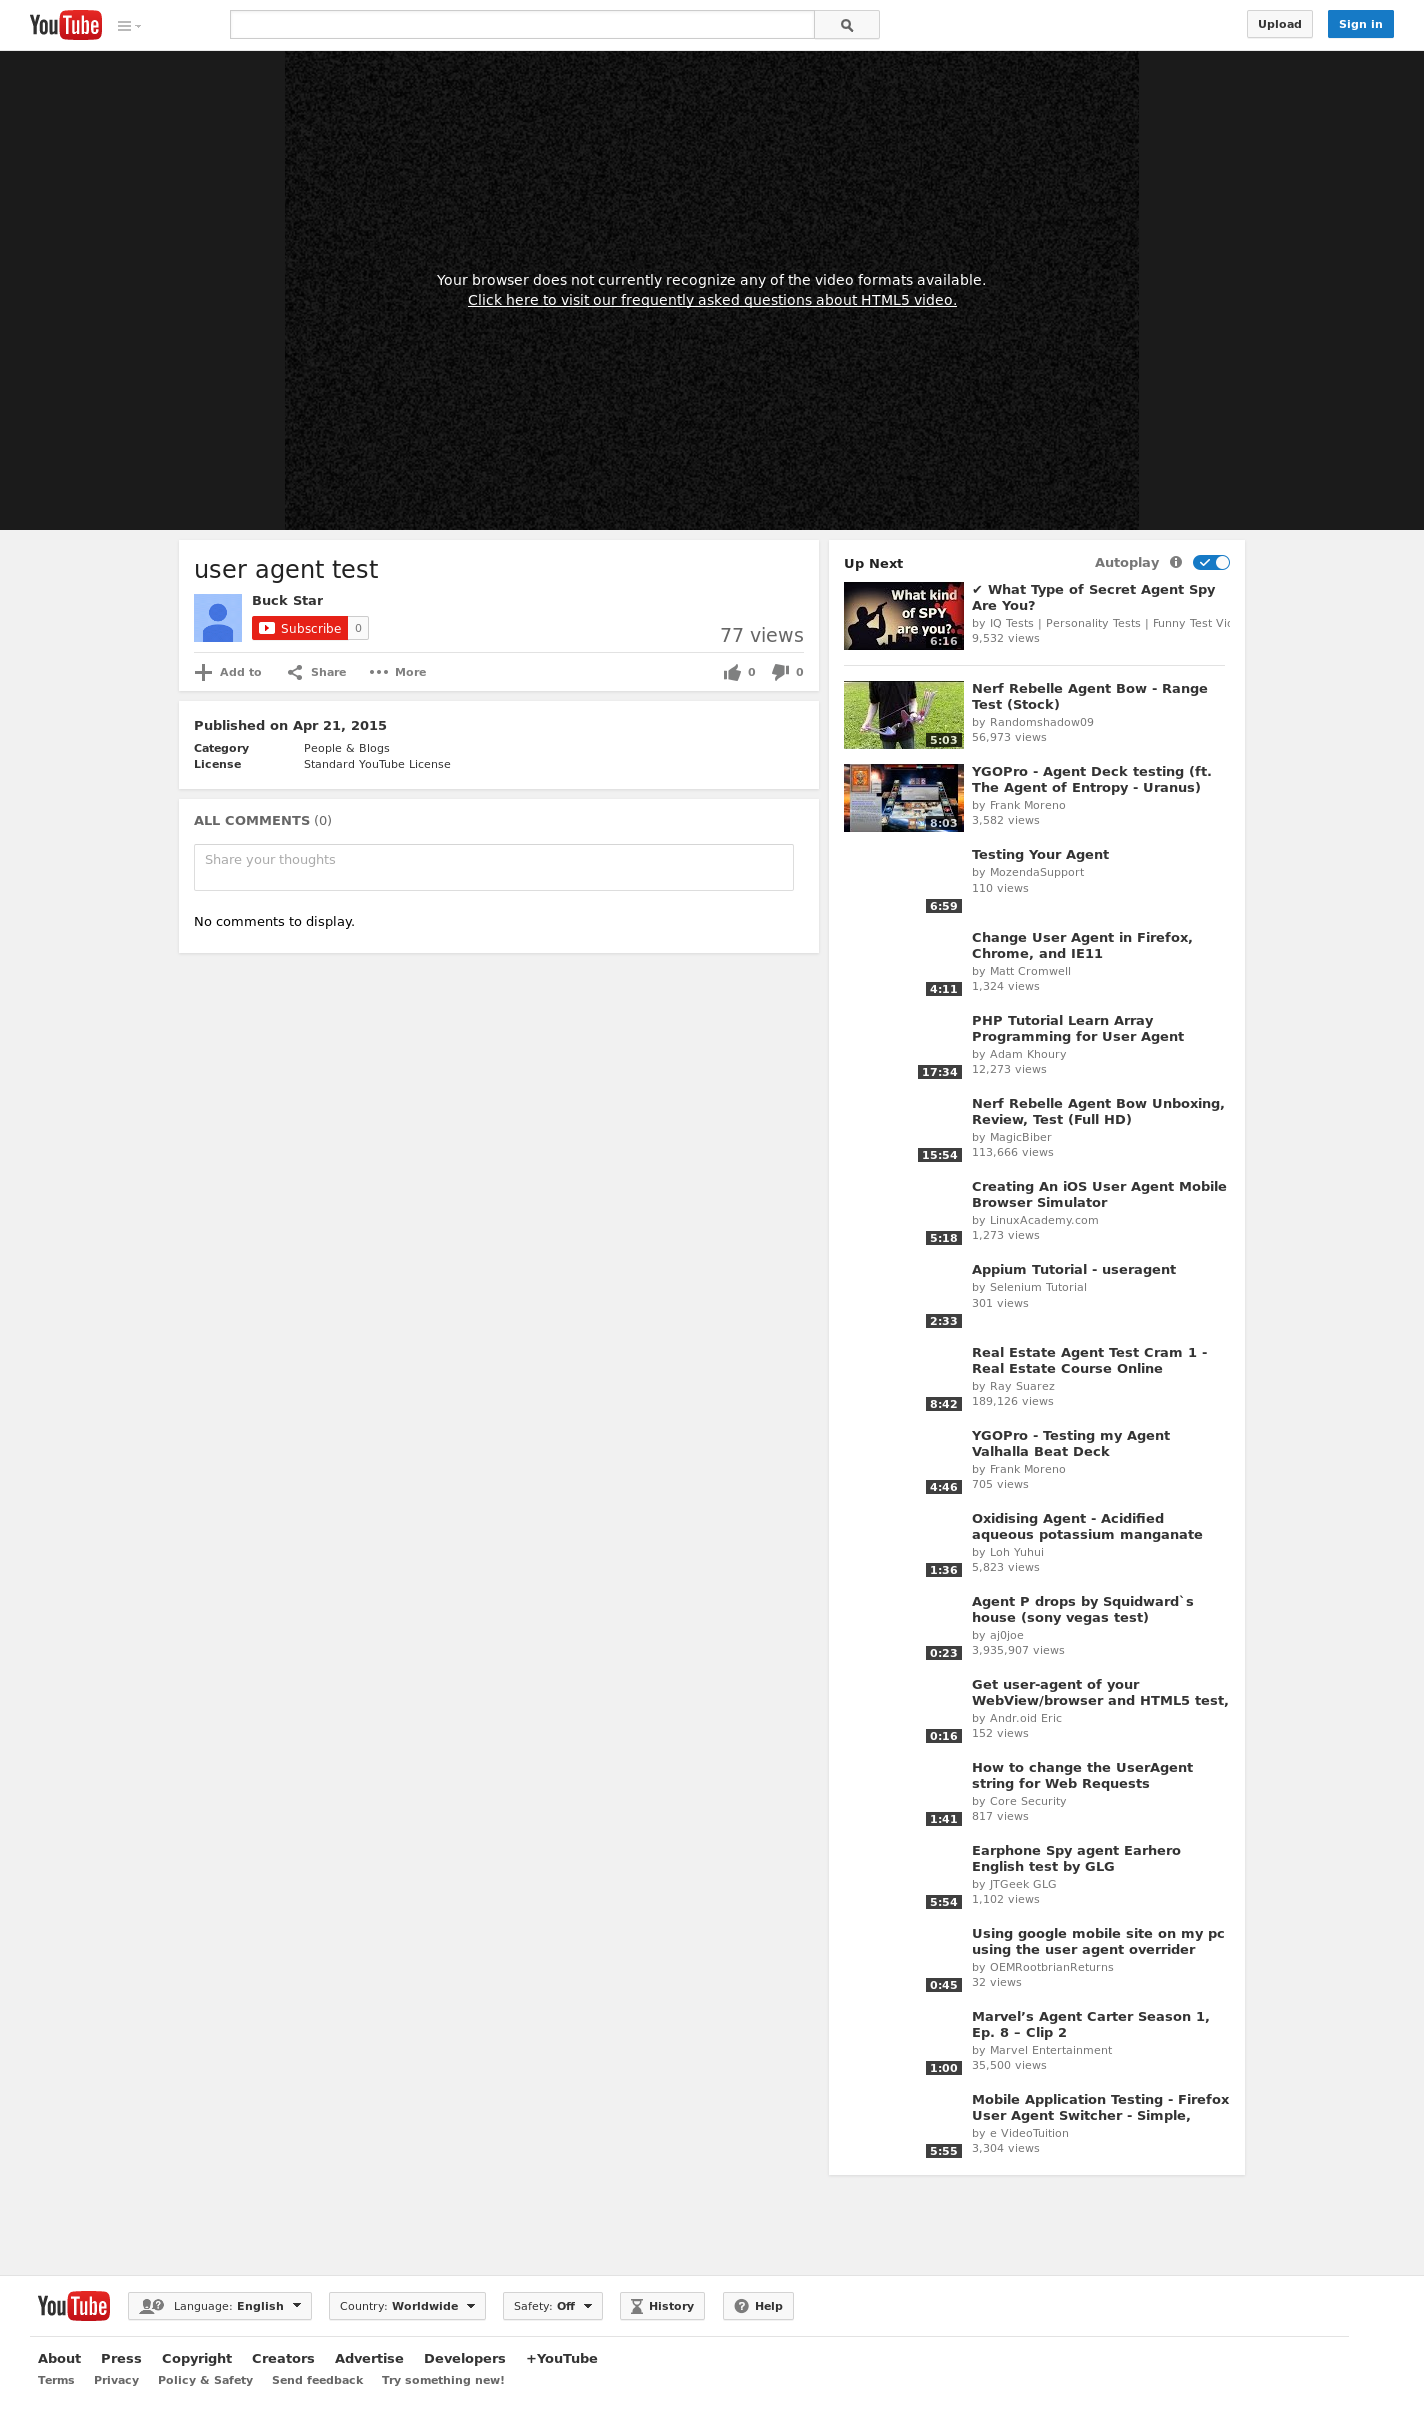 YouTube
Upload
Sign in
Your browser does not currently recognize any of the video formats available.
Click here to visit our frequently asked questions about HTML5 video.
user agent test
Buck Star
Subscribe 0
77 views
Add to Share More 0 0
Published on Apr 21, 2015
Category People & Blogs
License Standard YouTube License
ALL COMMENTS (0)
Share your thoughts
No comments to display.
Up Next Autoplay
What kind
of SPY
are you?
6:16
✔ What Type of Secret Agent Spy
Are You?
by IQ Tests | Personality Tests | Funny Test
9,532 views
5:03
Nerf Rebelle Agent Bow - Range
Test (Stock)
by Randomshadow09
56,973 views
8:03
YGOPro - Agent Deck testing (ft.
The Agent of Entropy - Uranus)
by Frank Moreno
3,582 views
Testing Your Agent
by MozendaSupport
110 views
6:59
Change User Agent in Firefox,
Chrome, and IE11
by Matt Cromwell
1,324 views
4:11
PHP Tutorial Learn Array
Programming for User Agent
by Adam Khoury
12,273 views
17:34
Nerf Rebelle Agent Bow Unboxing,
Review, Test (Full HD)
by MagicBiber
113,666 views
15:54
Creating An iOS User Agent Mobile
Browser Simulator
by LinuxAcademy.com
1,273 views
5:18
Appium Tutorial - useragent
by Selenium Tutorial
301 views
2:33
Real Estate Agent Test Cram 1 -
Real Estate Course Online
by Ray Suarez
189,126 views
8:42
YGOPro - Testing my Agent
Valhalla Beat Deck
by Frank Moreno
705 views
4:46
Oxidising Agent - Acidified
aqueous potassium manganate
by Loh Yuhui
5,823 views
1:36
Agent P drops by Squidward`s
house (sony vegas test)
by aj0joe
3,935,907 views
0:23
Get user-agent of your
WebView/browser and HTML5 test,
by Andr.oid Eric
152 views
0:16
How to change the UserAgent
string for Web Requests
by Core Security
817 views
1:41
Earphone Spy agent Earhero
English test by GLG
by JTGeek GLG
1,102 views
5:54
Using google mobile site on my pc
using the user agent overrider
by OEMRootbrianReturns
32 views
0:45
Marvel’s Agent Carter Season 1,
Ep. 8 – Clip 2
by Marvel Entertainment
35,500 views
1:00
Mobile Application Testing - Firefox
User Agent Switcher - Simple,
by e VideoTuition
3,304 views
5:55
YouTube Language: English Country: Worldwide Safety: Off History Help
About Press Copyright Creators Advertise Developers +YouTube
Terms Privacy Policy & Safety Send feedback Try something new!